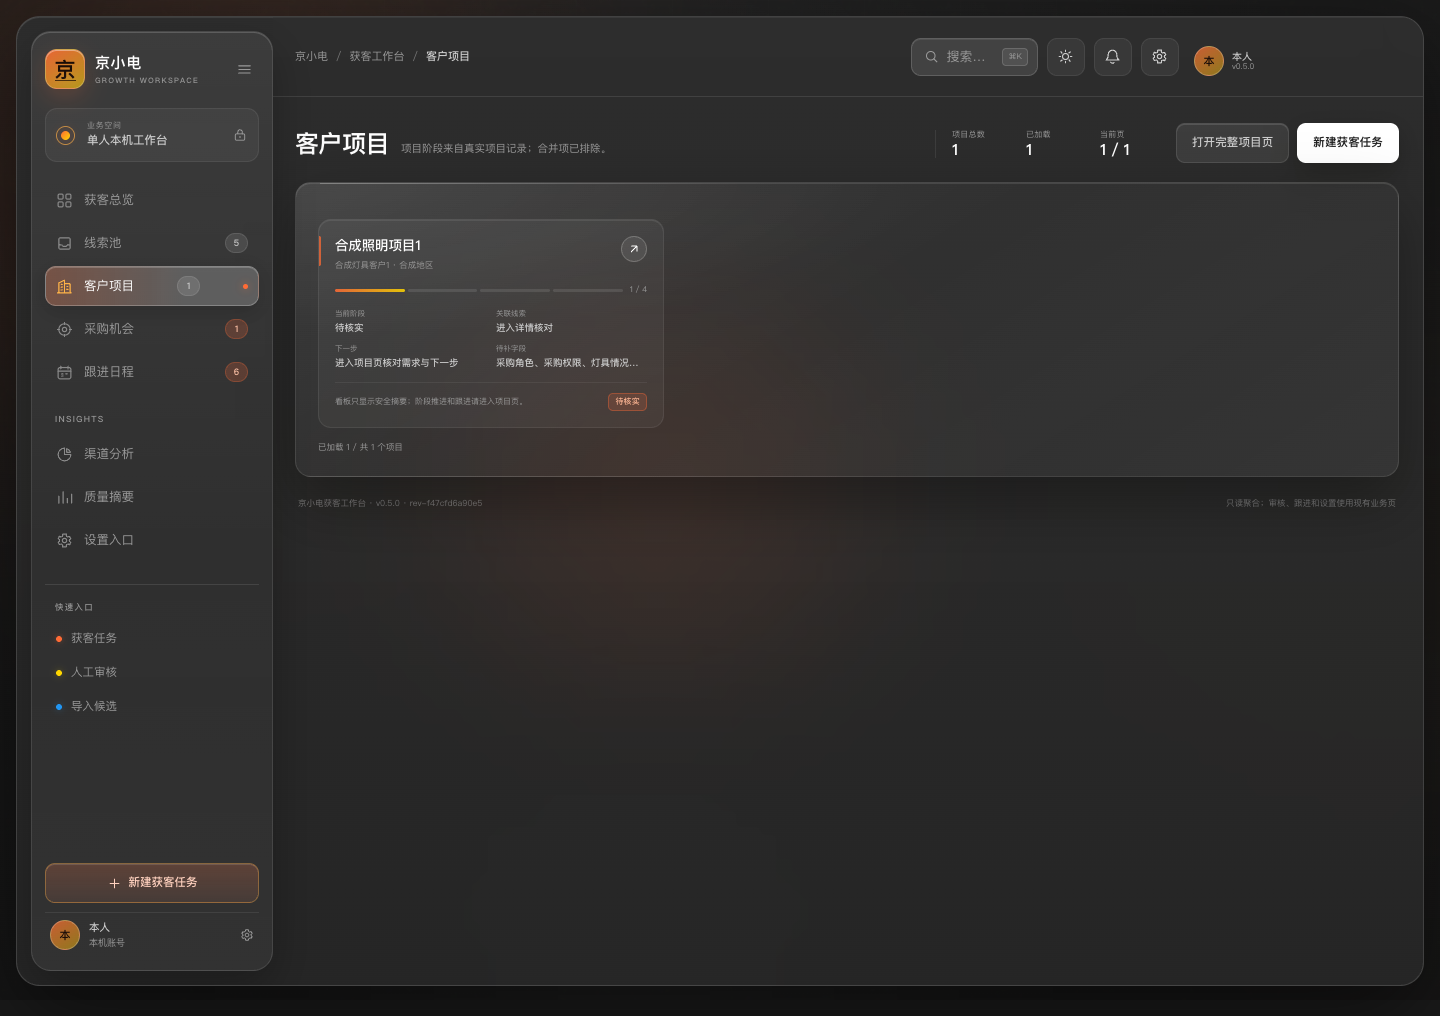 京 京小电
GROWTH WORKSPACE
业务空间
单人本机工作台
获客总览
线索池 5
客户项目 1
采购机会 1
跟进日程 6
INSIGHTS
渠道分析
质量摘要
设置入口
快速入口
获客任务
人工审核
导入候选
新建获客任务
本 本人
本机账号
京小电 / 获客工作台 / 客户项目
搜索… ⌘K
本 本人
v0.5.0
客户项目 项目阶段来自真实项目记录；合并项已排除。
项目总数 已加载 当前页
1 1 1 / 1
打开完整项目页 新建获客任务
合成照明项目1
合成灯具客户1 · 合成地区
1 / 4
当前阶段 关联线索
待核实 进入详情核对
下一步 待补字段
进入项目页核对需求与下一步 采购角色、采购权限、灯具情况…
看板只显示安全摘要；阶段推进和跟进请进入项目页。 待核实
已加载 1 / 共 1 个项目
京小电获客工作台 · v0.5.0 · rev-f47cfd6a90e5 只读聚合；审核、跟进和设置使用现有业务页